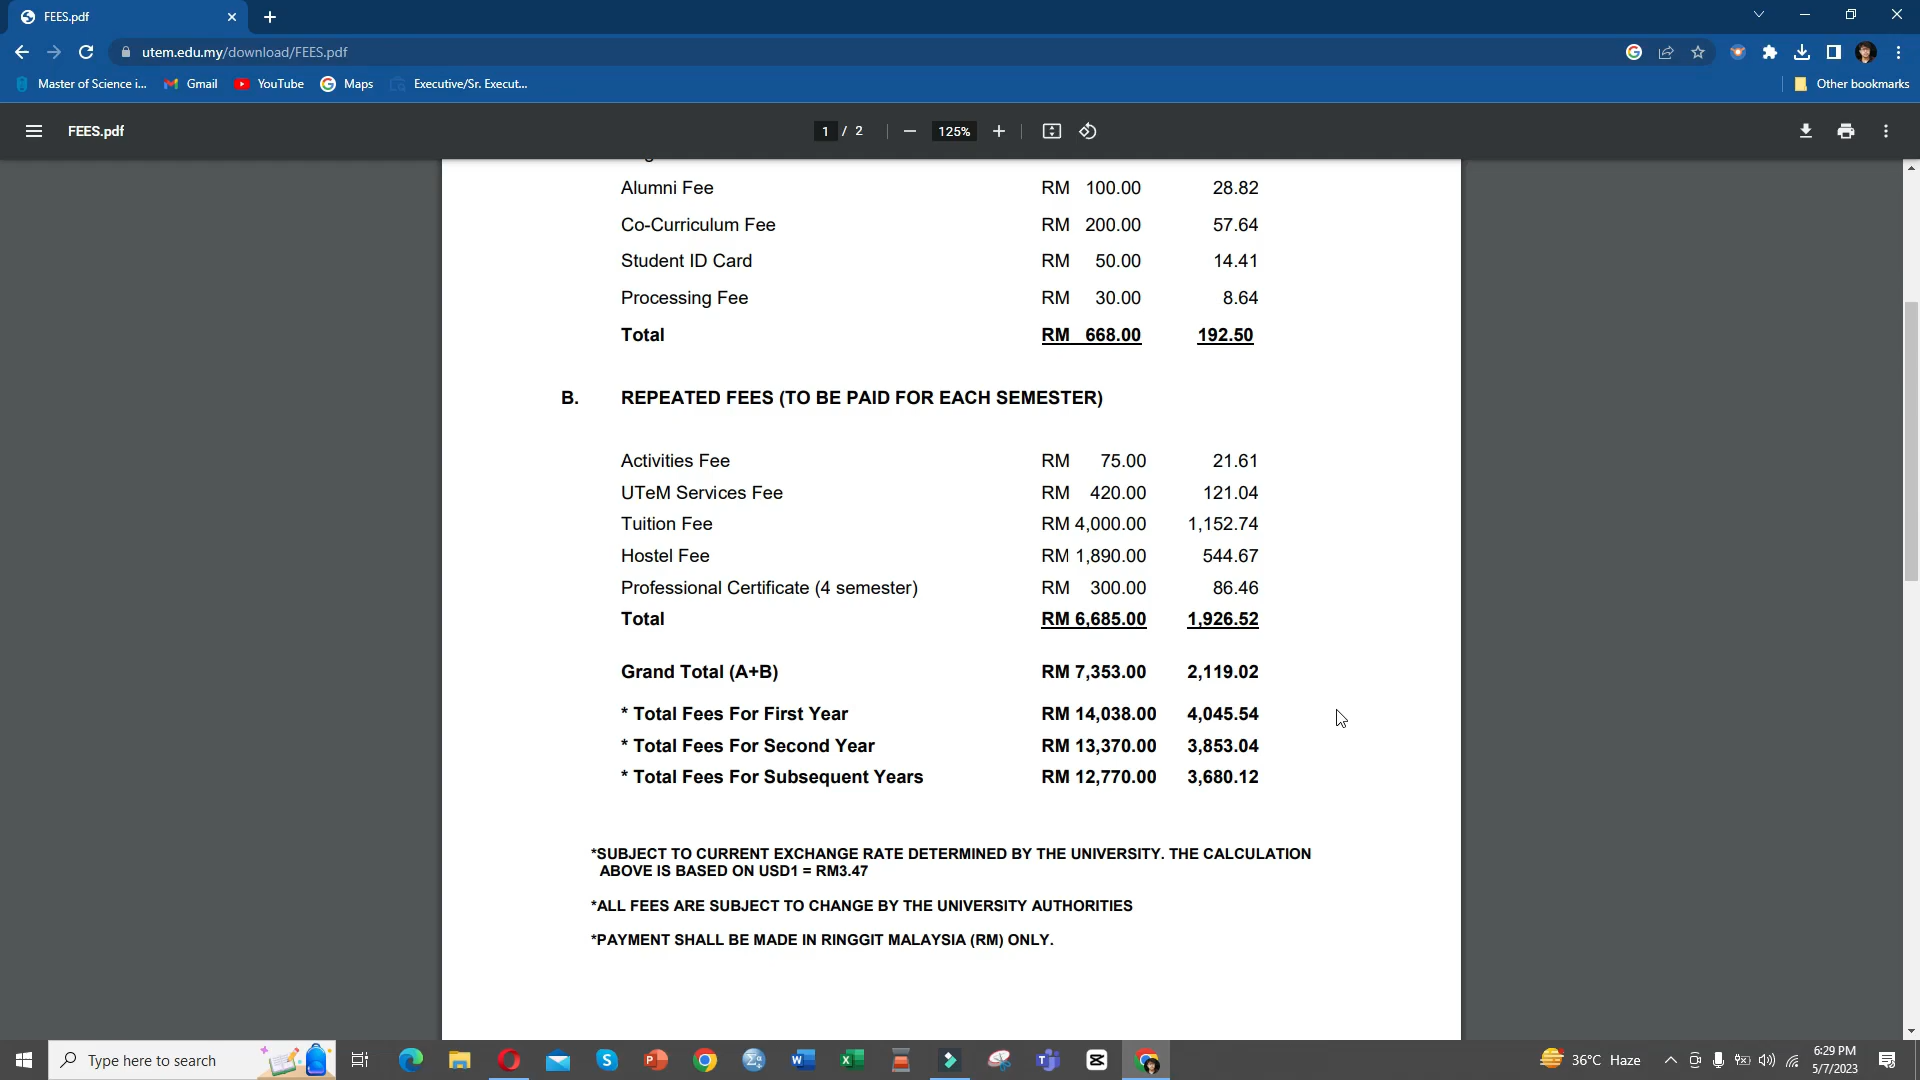 FEES.pdf
utem.edu.my/download/FEES.pdf
Master of Science i... Gmail YouTube Maps Executive/Sr. Execut... Other bookmarks
FEES.pdf 1 / 2 125%
Alumni Fee RM 100.00 28.82
Co-Curriculum Fee RM 200.00 57.64
Student ID Card RM 50.00 14.41
Processing Fee RM 30.00 8.64
Total RM 668.00 192.50
B. REPEATED FEES (TO BE PAID FOR EACH SEMESTER)
Activities Fee RM 75.00 21.61
UTeM Services Fee RM 420.00 121.04
Tuition Fee RM 4,000.00 1,152.74
Hostel Fee RM 1,890.00 544.67
Professional Certificate (4 semester) RM 300.00 86.46
Total RM 6,685.00 1,926.52
Grand Total (A+B) RM 7,353.00 2,119.02
* Total Fees For First Year RM 14,038.00 4,045.54
* Total Fees For Second Year RM 13,370.00 3,853.04
* Total Fees For Subsequent Years RM 12,770.00 3,680.12
*SUBJECT TO CURRENT EXCHANGE RATE DETERMINED BY THE UNIVERSITY. THE CALCULATION
ABOVE IS BASED ON USD1 = RM3.47
*ALL FEES ARE SUBJECT TO CHANGE BY THE UNIVERSITY AUTHORITIES
*PAYMENT SHALL BE MADE IN RINGGIT MALAYSIA (RM) ONLY.
Type here to search 36°C Haze 6:29 PM
5/7/2023